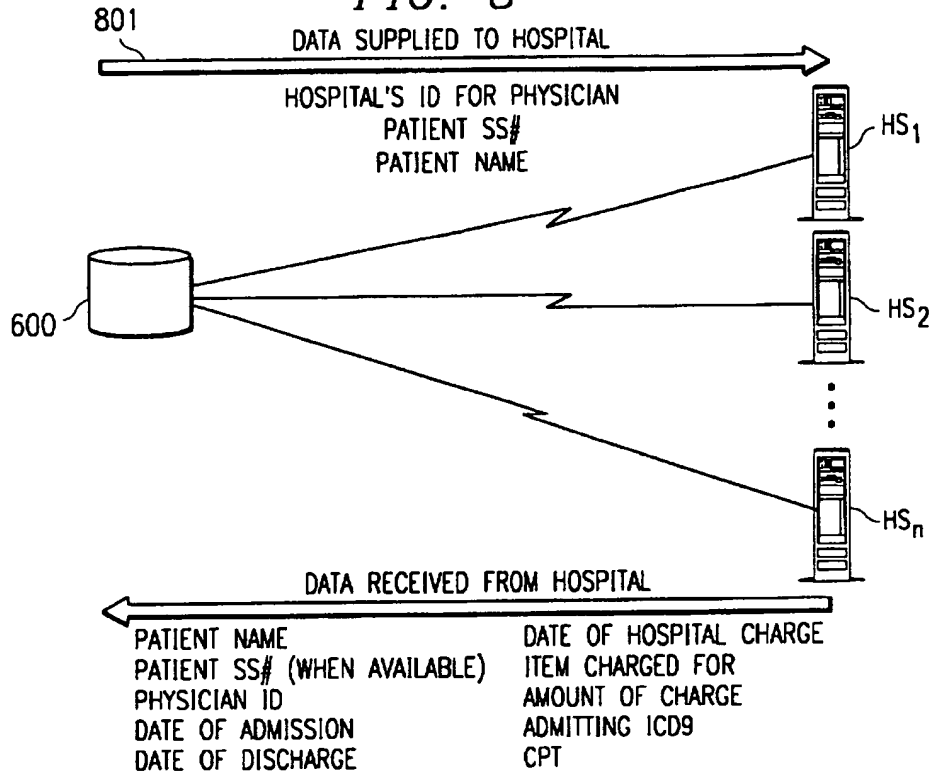 801
DATA SUPPLIED TO HOSPITAL
HOSPITAL'S ID FOR PHYSICIAN
PATIENT SS#
PATIENT NAME
HS1
600
HS2
HSn
DATA RECEIVED FROM HOSPITAL
PATIENT NAME
PATIENT SS# (WHEN AVAILABLE)
PHYSICIAN ID
DATE OF ADMISSION
DATE OF DISCHARGE
DATE OF HOSPITAL CHARGE
ITEM CHARGED FOR
AMOUNT OF CHARGE
ADMITTING ICD9
CPT